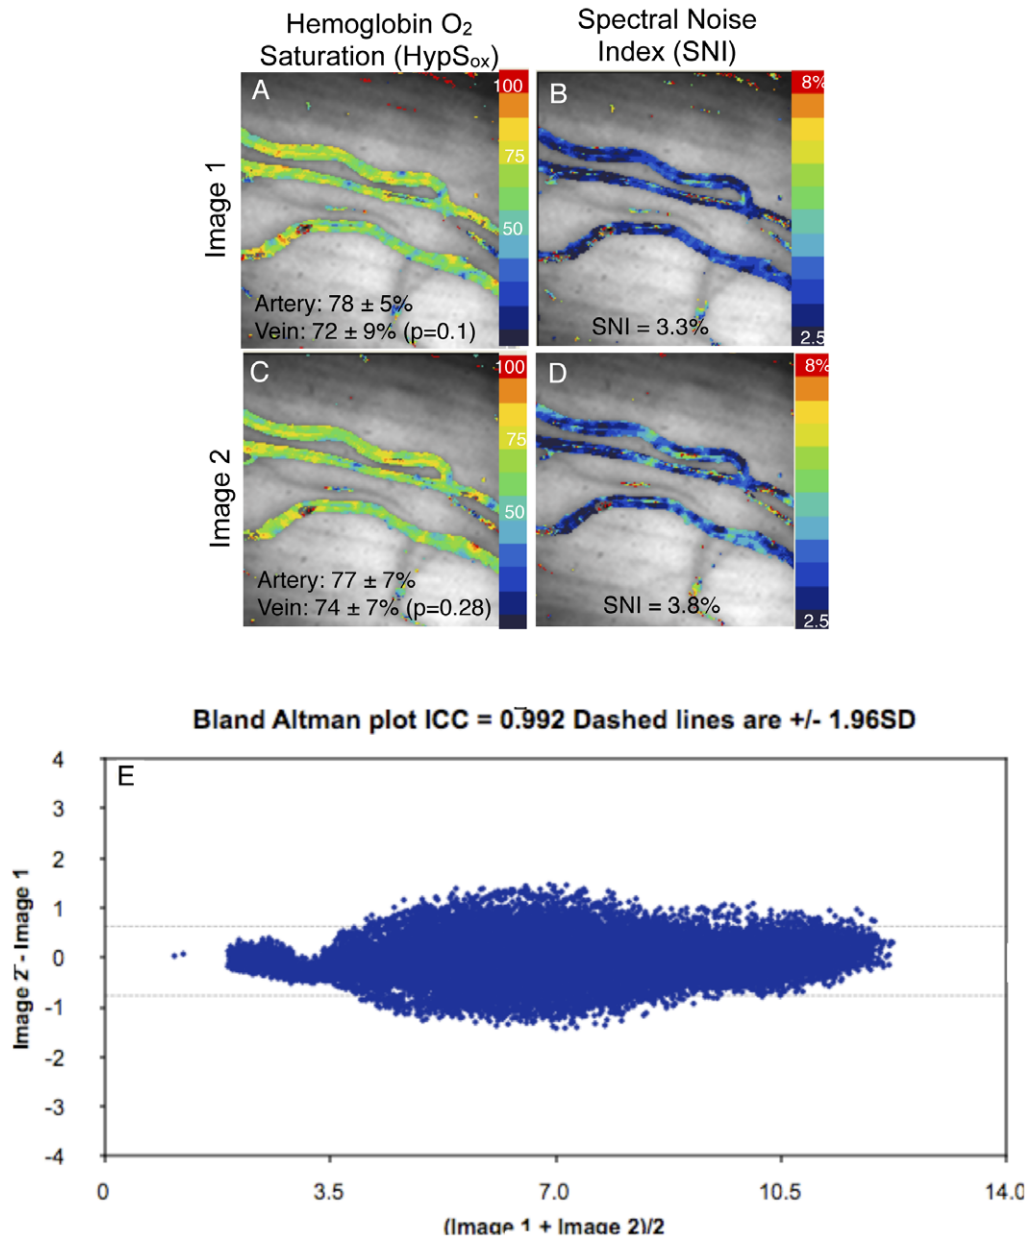 Hemoglobin O₂
Saturation (HypSₒₓ)
Spectral Noise
Index (SNI)
Image 1
A
100
75
50
Artery: 78 ± 5%
Vein: 72 ± 9% (p=0.1)
B
8%
2.5
SNI = 3.3%
Image 2
C
100
75
50
Artery: 77 ± 7%
Vein: 74 ± 7% (p=0.28)
D
8%
2.5
SNI = 3.8%
Bland Altman plot ICC = 0.992 Dashed lines are +/- 1.96SD
E
Image 2 - Image 1
4
3
2
1
0
-1
-2
-3
-4
0
3.5
7.0
10.5
14.0
(Image 1 + Image 2)/2